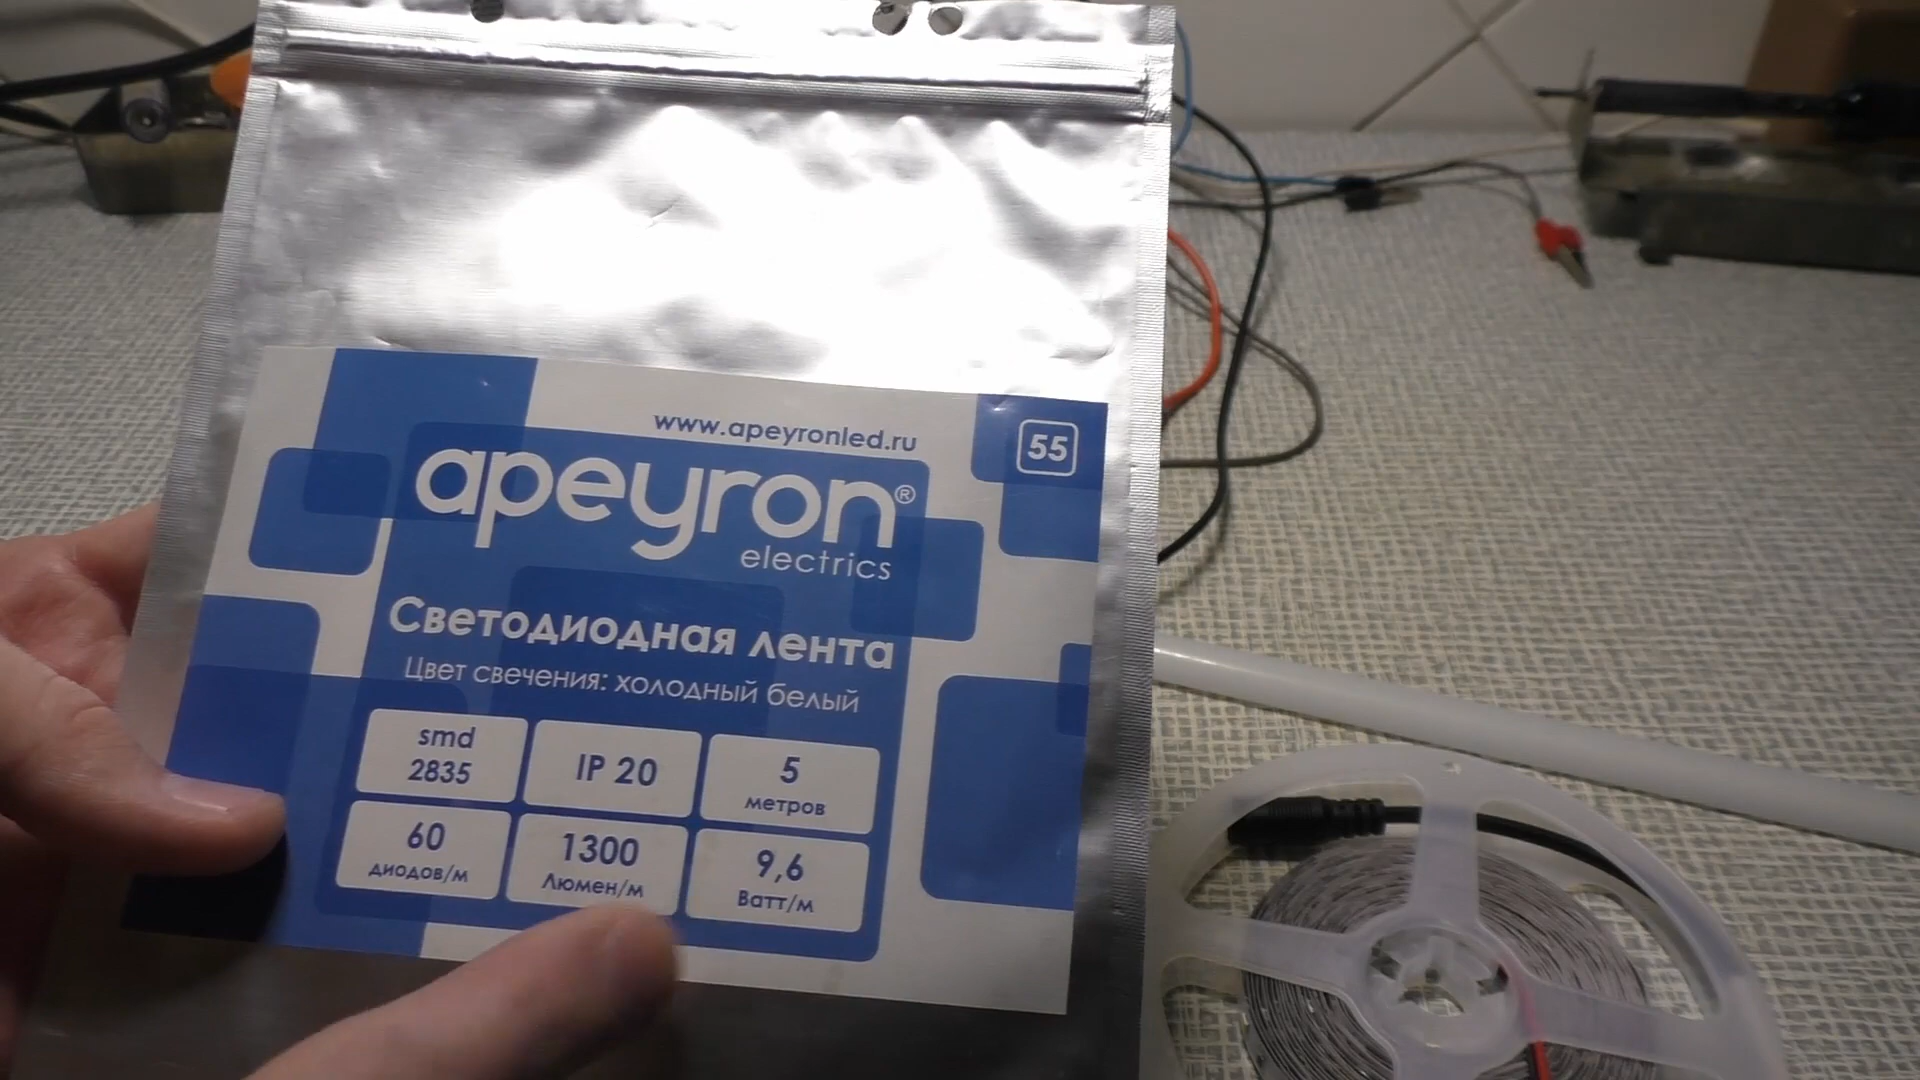 www.apeyronled.ru
55
apeyron®
electrics
Светодиодная лента
Цвет свечения: холодный белый
smd
2835
IP 20
5
метров
60
диодов/м
1300
Люмен/м
9,6
Ватт/м